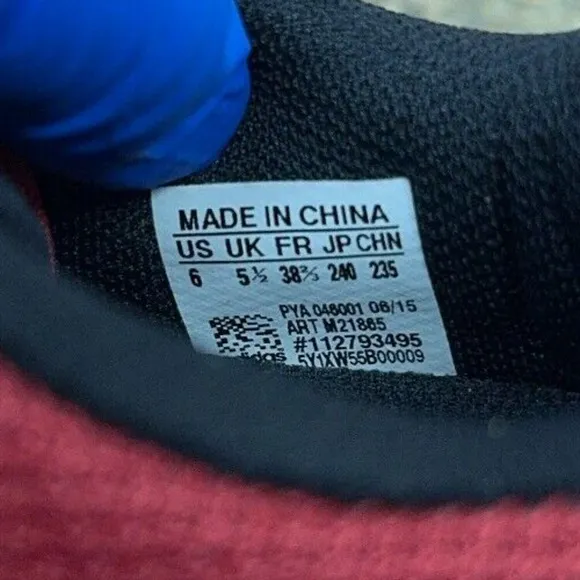 MADE IN CHINA
US UK FR JP CHN
6 5½ 38⅔ 240 235
PYA 046001 06/15
ART M21865
#112793495
adidas 5Y1XW55B00009